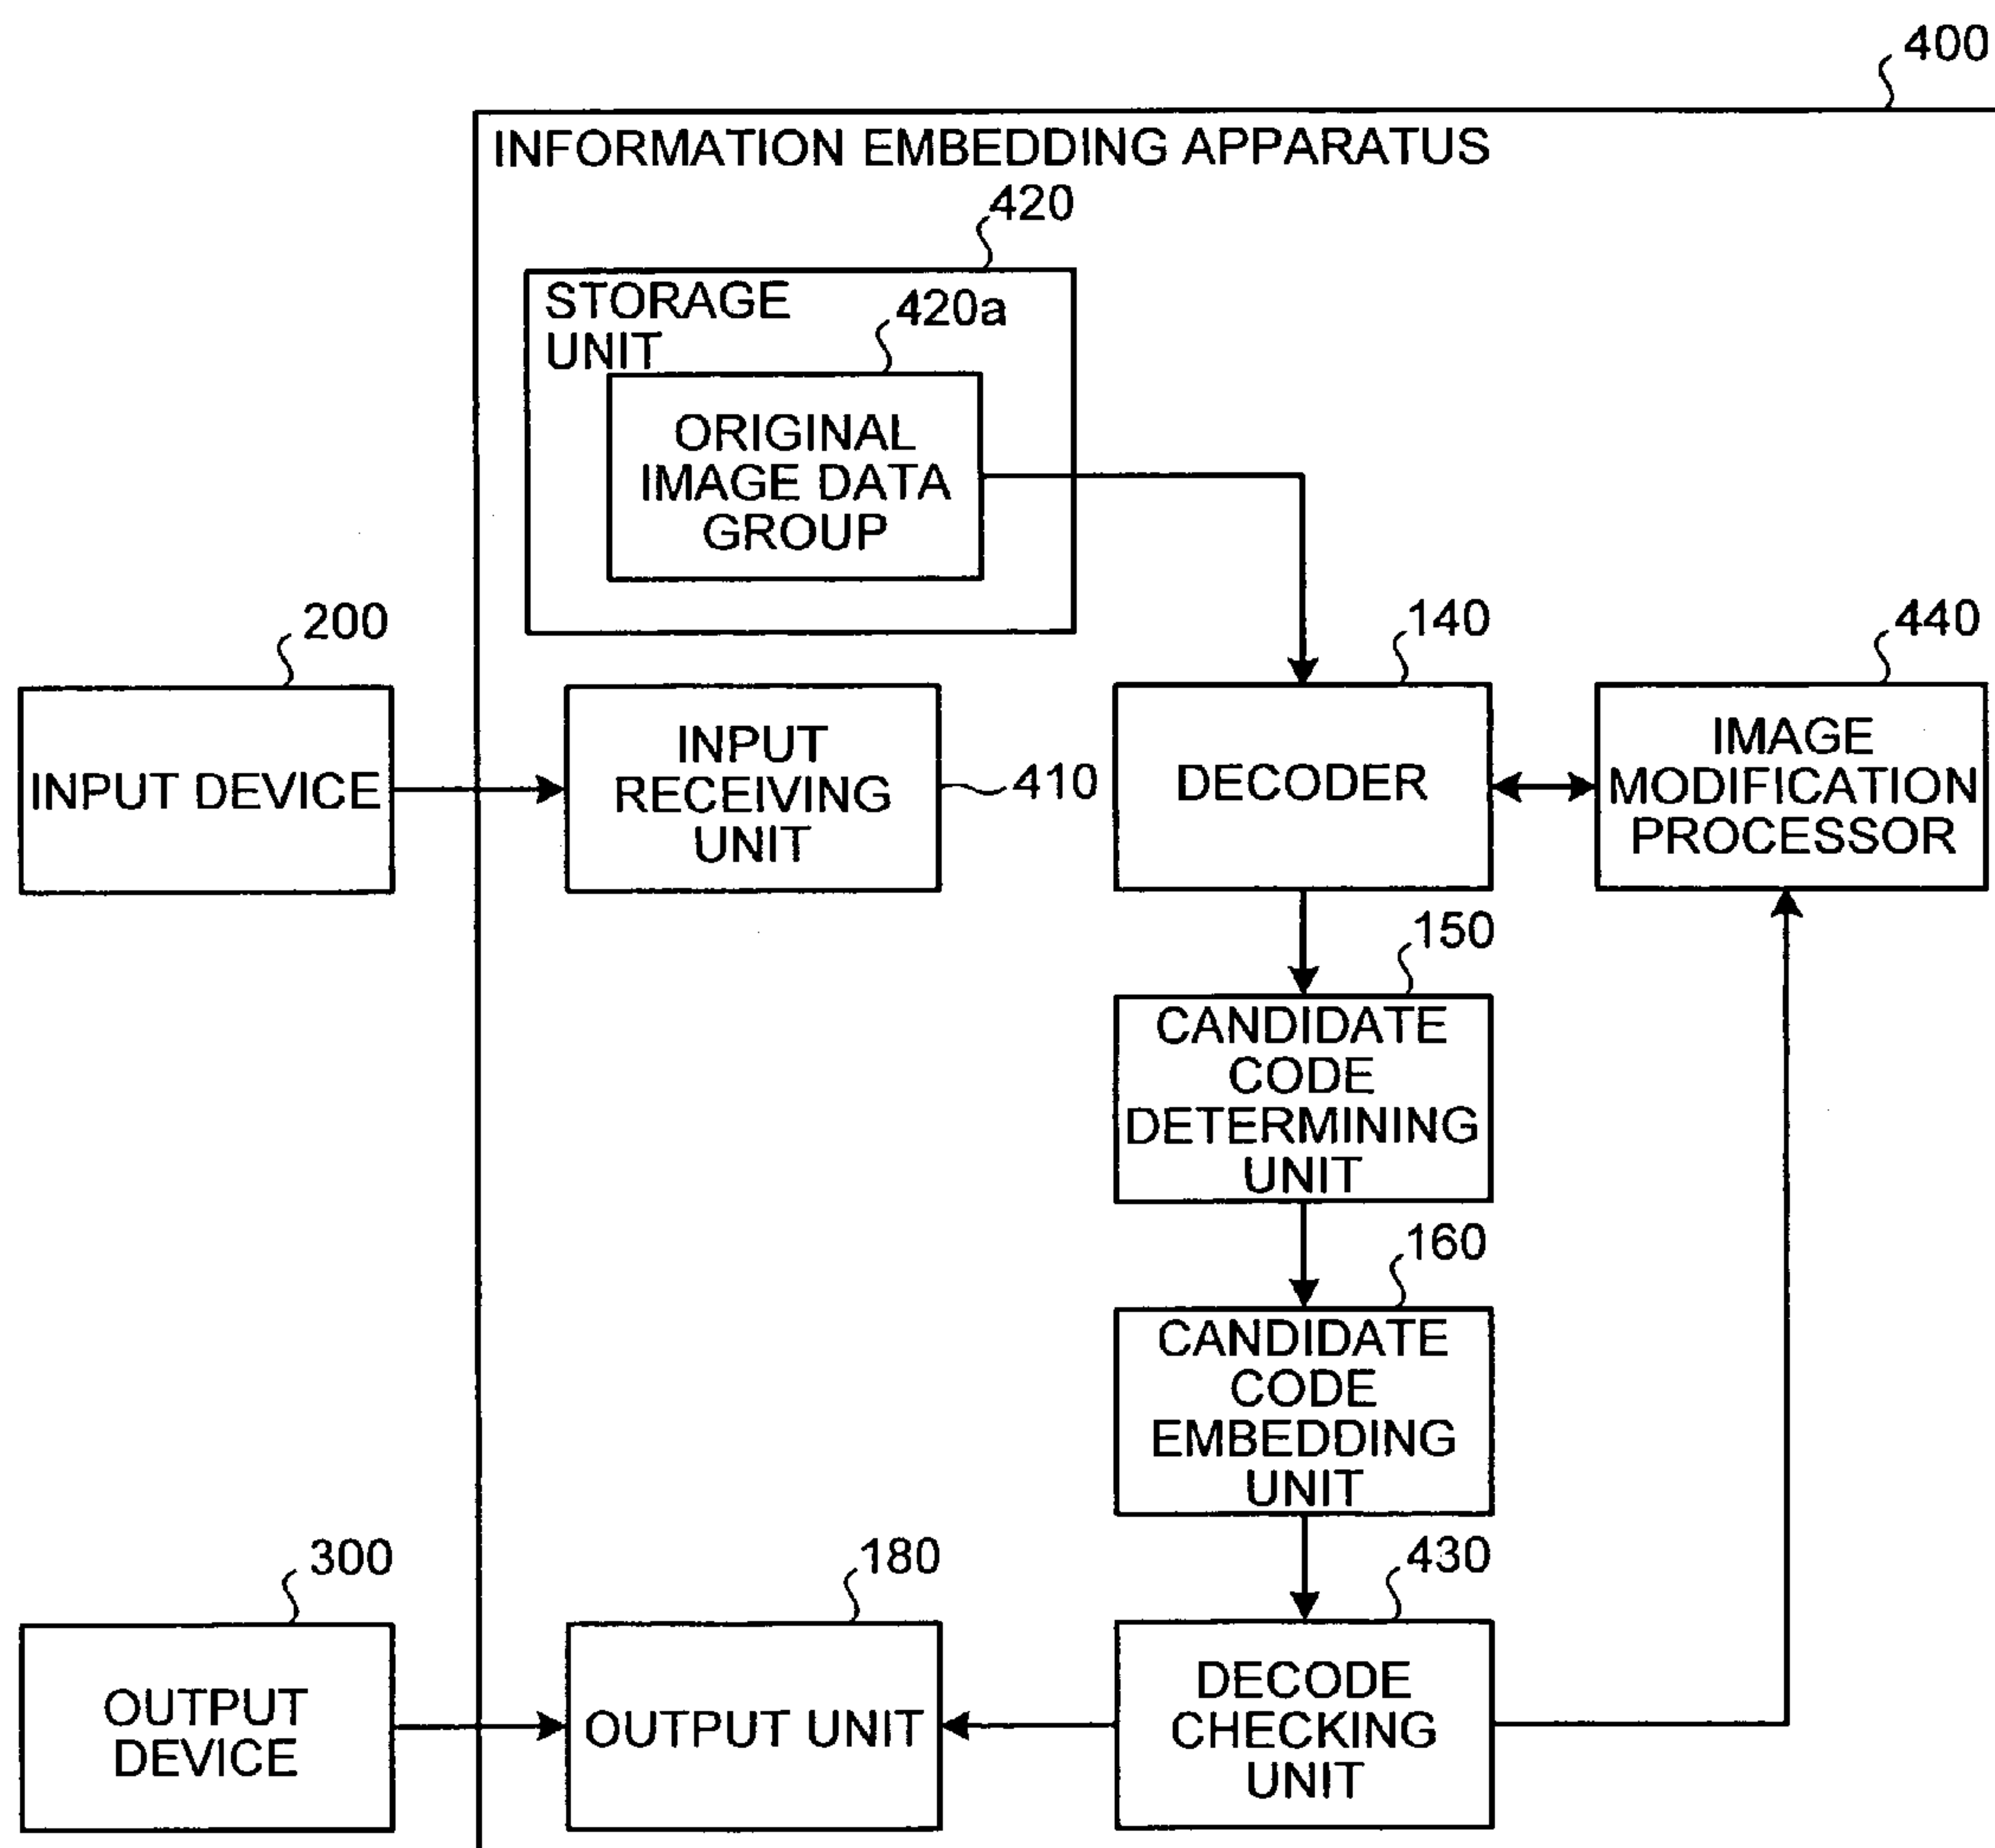 400
INFORMATION EMBEDDING APPARATUS
420
STORAGE
UNIT
420a
ORIGINAL
IMAGE DATA
GROUP
200
140
440
INPUT DEVICE
INPUT
RECEIVING
UNIT
410
DECODER
IMAGE
MODIFICATION
PROCESSOR
150
CANDIDATE
CODE
DETERMINING
UNIT
160
CANDIDATE
CODE
EMBEDDING
UNIT
300
180
430
OUTPUT
DEVICE
OUTPUT UNIT
DECODE
CHECKING
UNIT